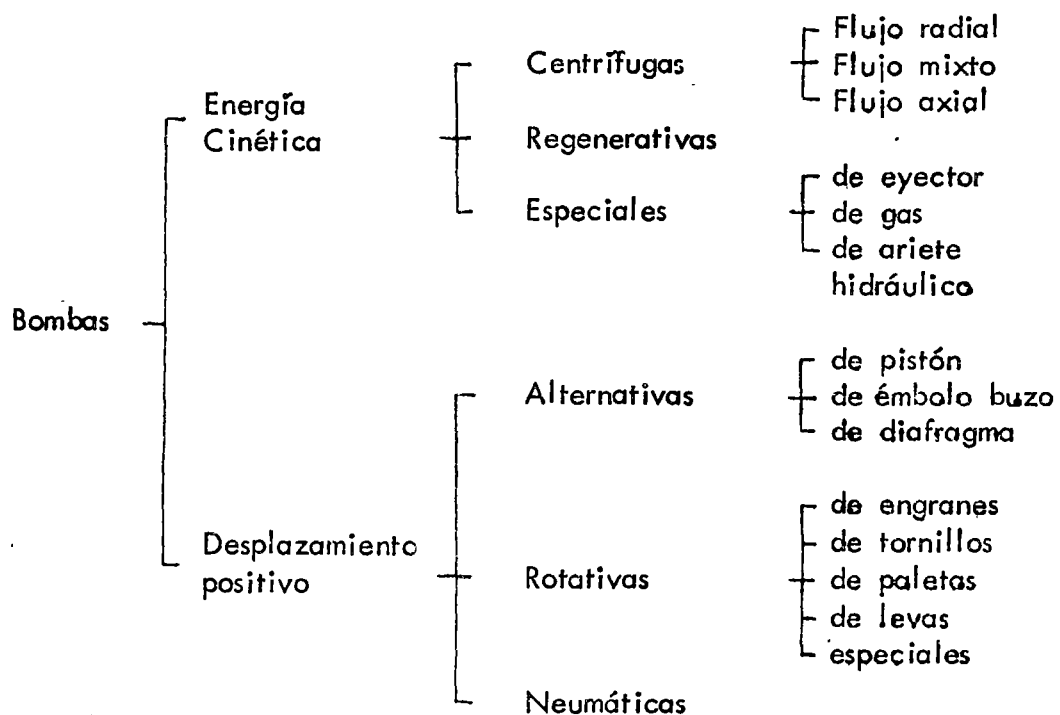 Bombas
Energía
Cinética
Centrífugas
Flujo radial
Flujo mixto
Flujo axial
Regenerativas
Especiales
de eyector
de gas
de ariete
hidráulico
Desplazamiento
positivo
Alternativas
de pistón
de émbolo buzo
de diafragma
Rotativas
de engranes
de tornillos
de paletas
de levas
especiales
Neumáticas